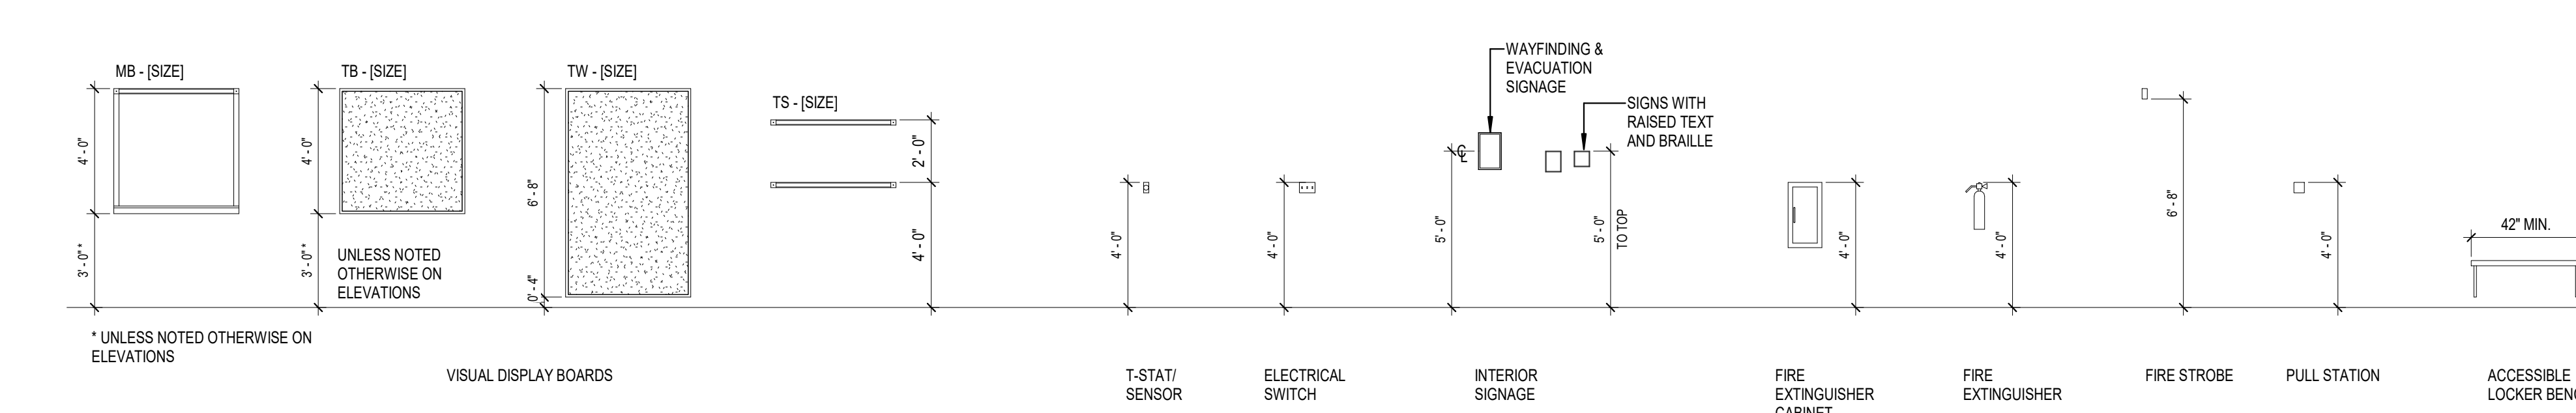 WAYFINDING &
EVACUATION
SIGNAGE
MB - [SIZE]
TB - [SIZE]
TW - [SIZE]
TS - [SIZE]
SIGNS WITH
RAISED TEXT
AND BRAILLE
4' - 0"
3' - 0" *
4' - 0"
3' - 0" *
UNLESS NOTED
OTHERWISE ON
ELEVATIONS
6' - 8"
0' - 4"
2' - 0"
4' - 0"
4' - 0"
4' - 0"
℄
5' - 0"
5' - 0"
TO TOP
4' - 0"
4' - 0"
6' - 8"
4' - 0"
42" MIN.
* UNLESS NOTED OTHERWISE ON
ELEVATIONS
VISUAL DISPLAY BOARDS
T-STAT/
SENSOR
ELECTRICAL
SWITCH
INTERIOR
SIGNAGE
FIRE
EXTINGUISHER
CABINET
FIRE
EXTINGUISHER
FIRE STROBE
PULL STATION
ACCESSIBLE
LOCKER